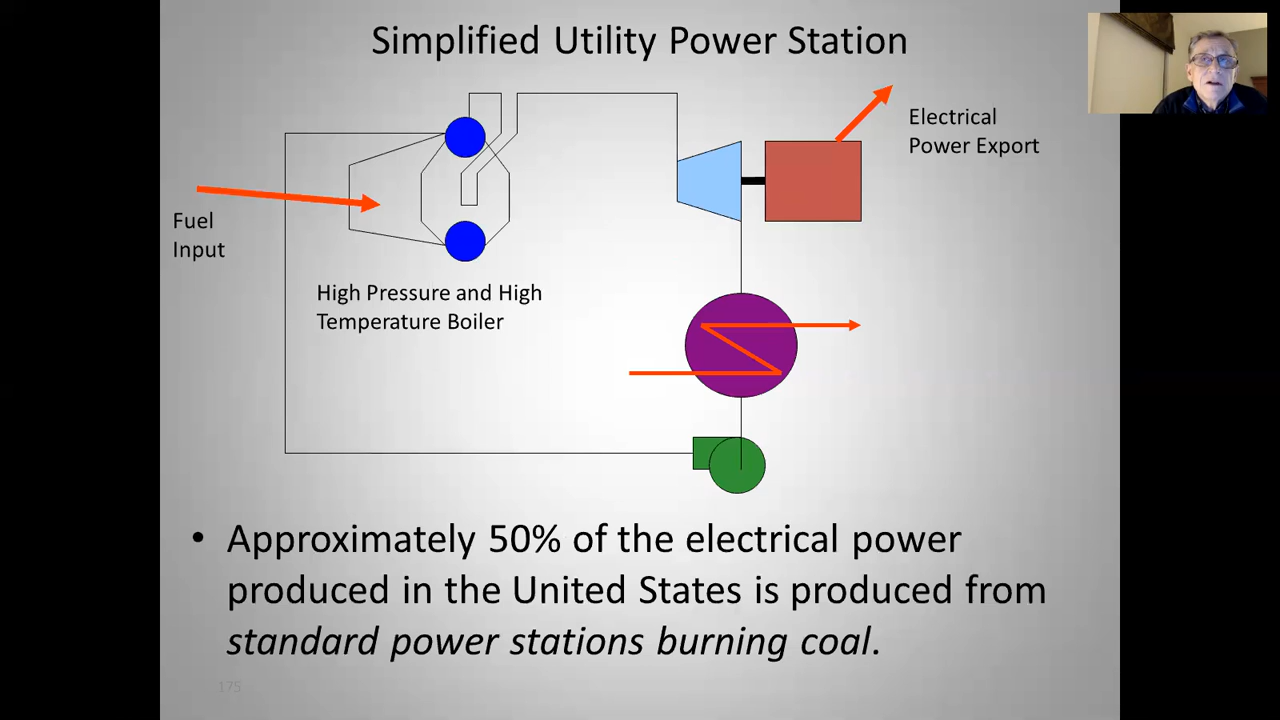 Simplified Utility Power Station
Electrical
Power Export
Fuel
Input
High Pressure and High
Temperature Boiler
• Approximately 50% of the electrical power
produced in the United States is produced from
standard power stations burning coal.
175